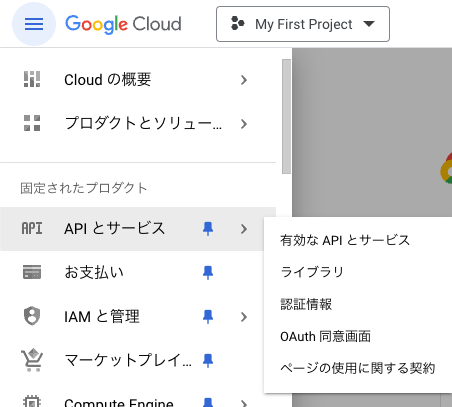 Google Cloud
My First Project
Cloud の概要
プロダクトとソリュー...
固定されたプロダクト
API
API とサービス
有効な API とサービス
お支払い
ライブラリ
IAM と管理
認証情報
マーケットプレイ...
OAuth 同意画面
ページの使用に関する契約
Compute Engine